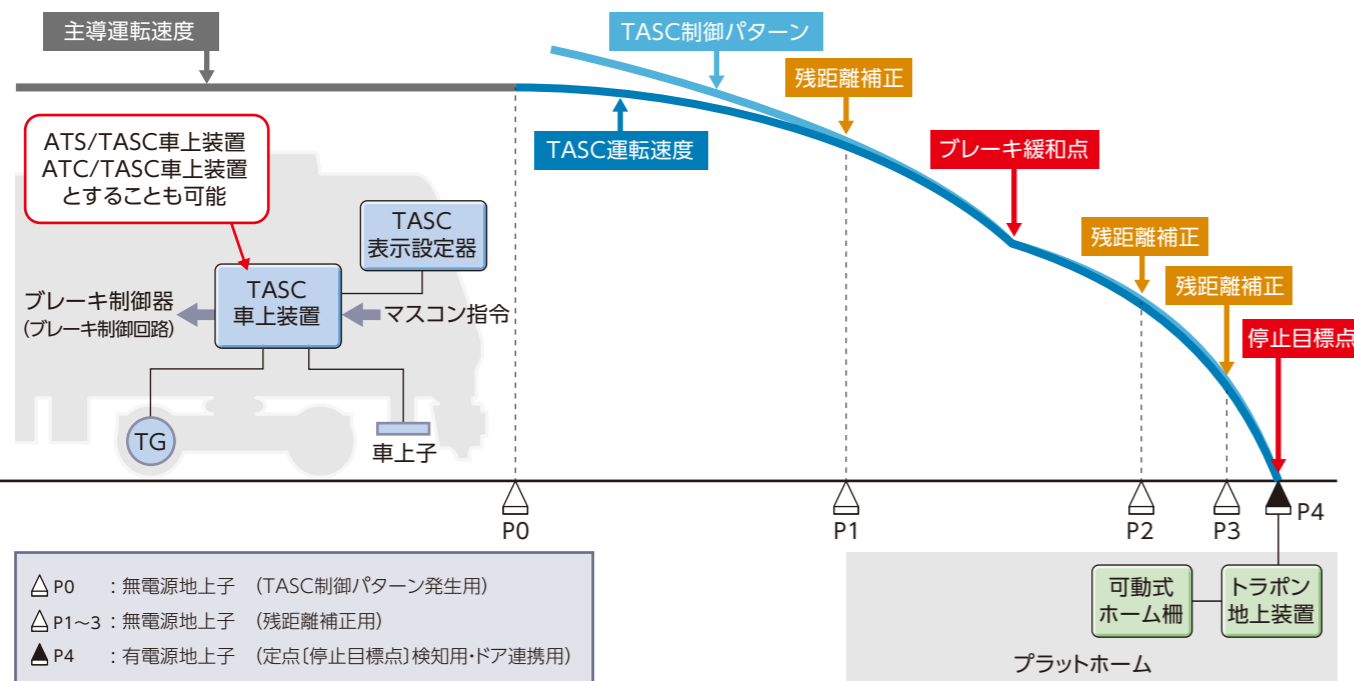 主導運転速度
TASC制御パターン
残距離補正
TASC運転速度
ブレーキ緩和点
ATS/TASC車上装置
ATC/TASC車上装置
とすることも可能
残距離補正
残距離補正
停止目標点
TASC
表示設定器
TASC
車上装置
ブレーキ制御器
(ブレーキ制御回路)
マスコン指令
TG
車上子
P0
P1
P2
P3
P4
P0 : 無電源地上子 (TASC制御パターン発生用)
P1~3 : 無電源地上子 (残距離補正用)
P4 : 有電源地上子 (定点〔停止目標点〕検知用・ドア連携用)
可動式
ホーム柵
トラポン
地上装置
プラットホーム